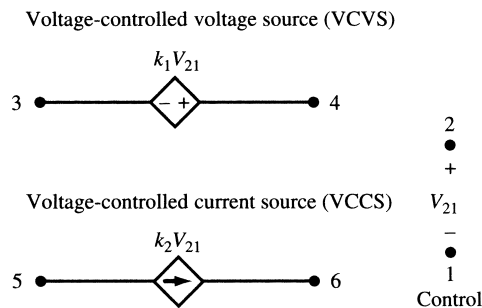 Voltage-controlled voltage source (VCVS)
k₁V₂₁
3 − + 4
2
+
Voltage-controlled current source (VCCS)
V₂₁
k₂V₂₁
−
5 6
1
Control